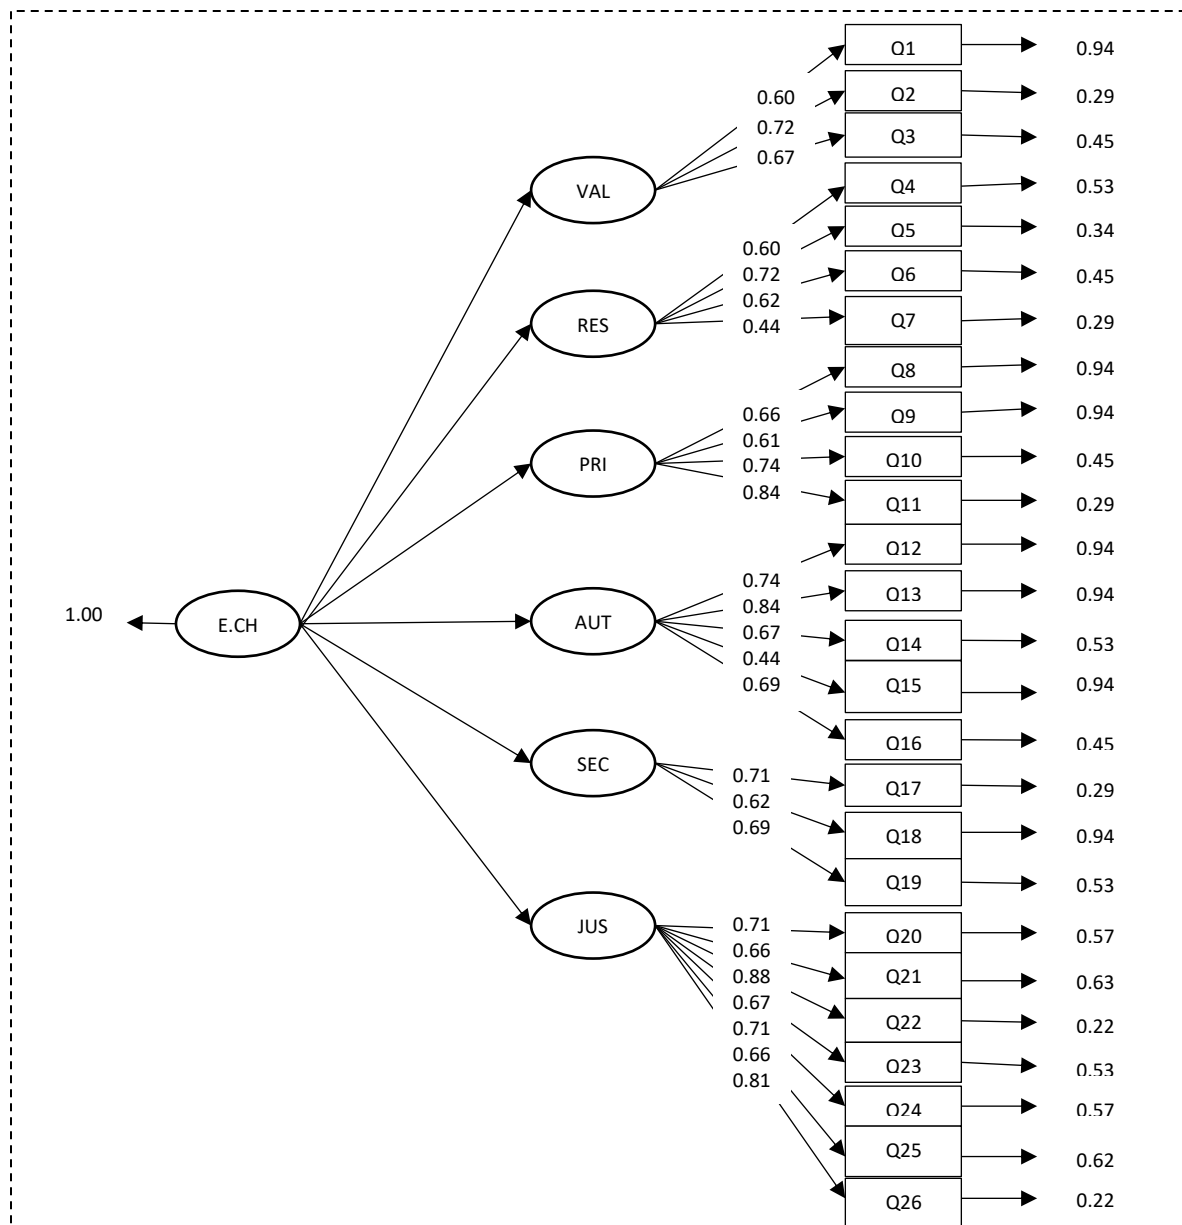 Q1 0.94
0.60 Q2 0.29
0.72 Q3 0.45
0.67
VAL Q4 0.53
Q5 0.34
0.60
0.72 Q6 0.45
0.62
RES 0.44 Q7 0.29
Q8 0.94
0.66 Q9 0.94
0.61
PRI 0.74 Q10 0.45
0.84 Q11 0.29
Q12 0.94
0.74
0.84 Q13 0.94
1.00 E.CH AUT 0.67 Q14 0.53
0.44
0.69 Q15 0.94
Q16 0.45
SEC 0.71 Q17 0.29
0.62
0.69 Q18 0.94
Q19 0.53
JUS 0.71 Q20 0.57
0.66
0.88 Q21 0.63
0.67 Q22 0.22
0.71
0.66 Q23 0.53
0.81
Q24 0.57
Q25 0.62
Q26 0.22